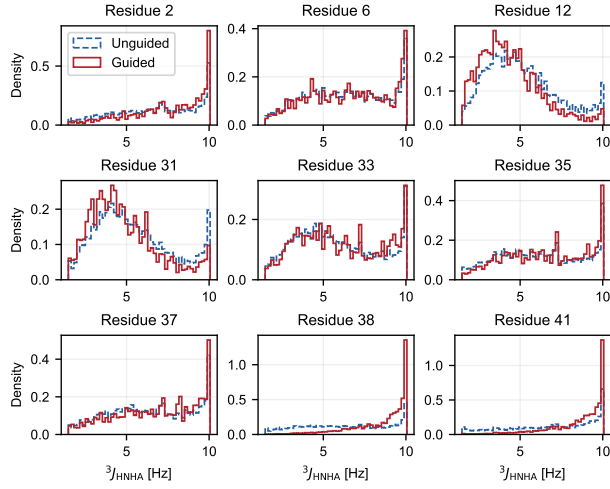 Residue 2
Residue 6
Residue 12
Unguided
Guided
Density
0.5
0.0
5
10
0.4
0.2
0.0
5
10
0.2
0.1
0.0
5
10
Residue 31
Residue 33
Residue 35
Density
0.2
0.1
0.0
5
10
0.2
0.0
5
10
0.4
0.2
0.0
5
10
Residue 37
Residue 38
Residue 41
Density
0.4
0.2
0.0
5
10
³J_HNHA [Hz]
1.0
0.5
0.0
5
10
³J_HNHA [Hz]
1.0
0.5
0.0
5
10
³J_HNHA [Hz]